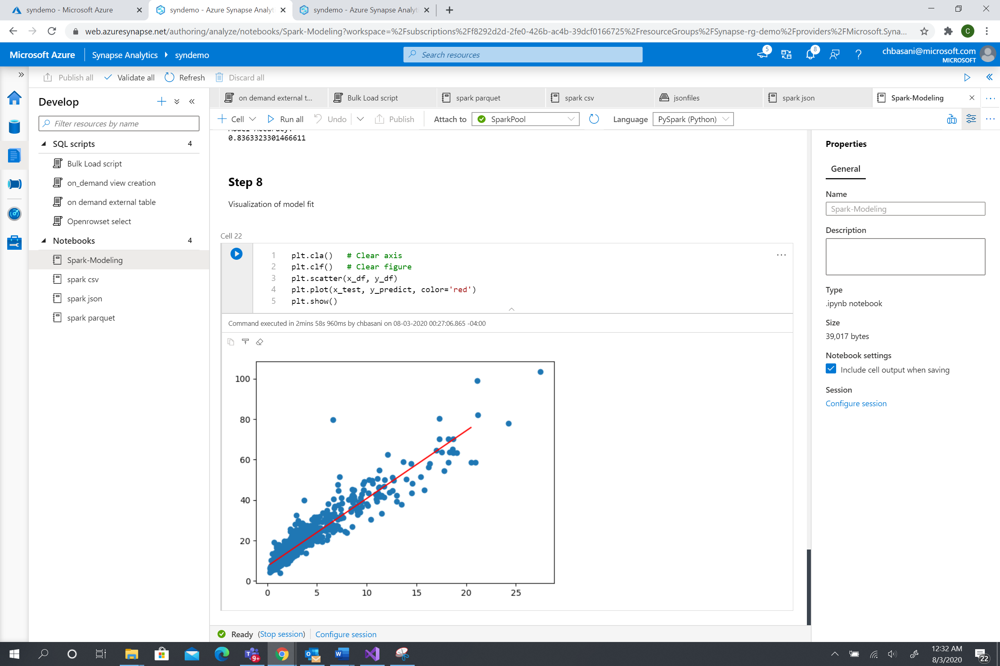 syndemo - Microsoft Azure
syndemo - Azure Synapse Analyt
syndemo - Azure Synapse Analyt
web.azuresynapse.net/authoring/analyze/notebooks/Spark-Modeling?workspace=%2Fsubscriptions%2Ff8292d2d-2fe0-426b-ac4b-39dcf0166725%2FresourceGroups%2FSynapse-rg-demo%2Fproviders%2FMicrosoft.Syna...
C
Microsoft Azure
Synapse Analytics
syndemo
Search resources
5
8
chbasani@microsoft.com
MICROSOFT
Publish all
Validate all
Refresh
Discard all
Develop
Filter resources by name
SQL scripts 4
Bulk Load script
on_demand view creation
on demand external table
Openrowset select
Notebooks 4
Spark-Modeling
spark csv
spark json
spark parquet
on demand external t...
Bulk Load script
spark parquet
spark csv
jsonfiles
spark json
Spark-Modeling
Cell
Run all
Undo
Publish
Attach to
SparkPool
Language
PySpark (Python)
Model Accuracy:
0.8363323301466611
Step 8
Visualization of model fit
Cell 22
1 plt.cla() # Clear axis
2 plt.clf() # Clear figure
3 plt.scatter(x_df, y_df)
4 plt.plot(x_test, y_predict, color='red')
5 plt.show()
Command executed in 2mins 58s 960ms by chbasani on 08-03-2020 00:27:06.865 -04:00
100
80
60
40
20
0
0 5 10 15 20 25
Ready (Stop session) Configure session
Properties
General
Name
Spark-Modeling
Description
Type
.ipynb notebook
Size
39,017 bytes
Notebook settings
Include cell output when saving
Session
Configure session
9+
12:32 AM
8/3/2020
22